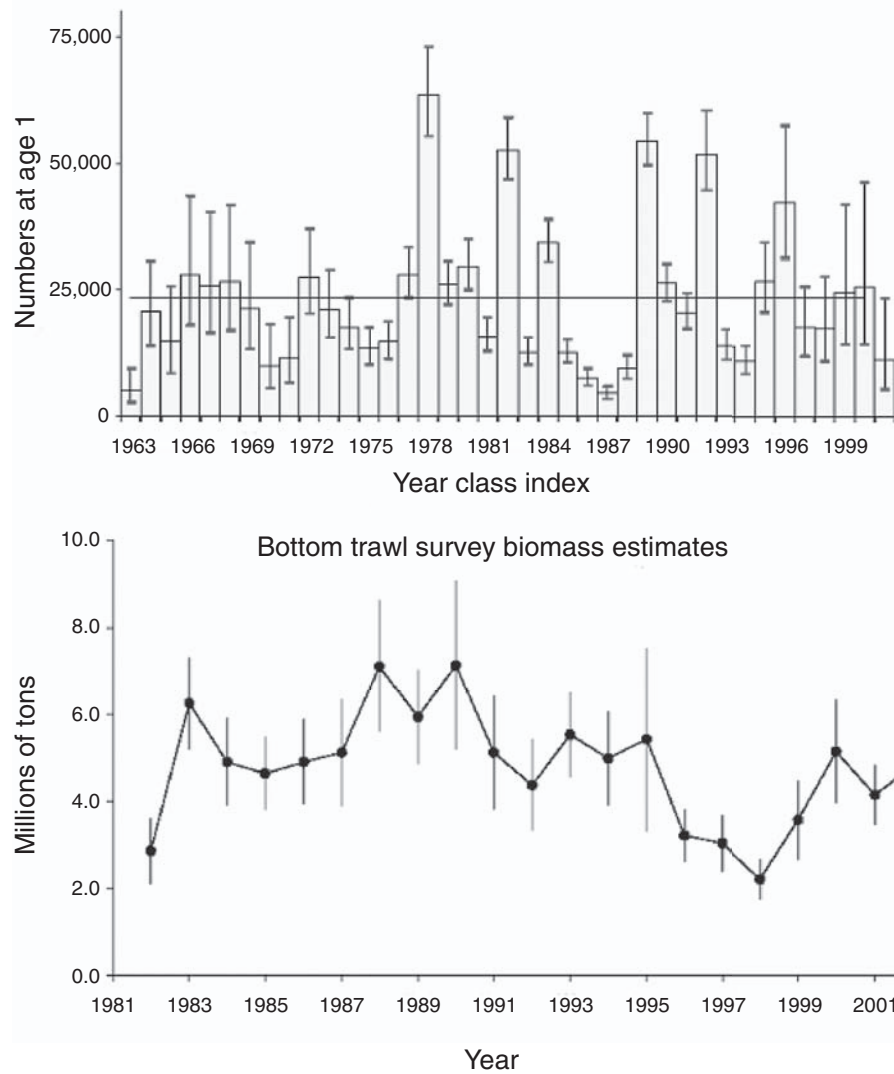 75,000
50,000
25,000
0
Numbers at age 1
1963 1966 1969 1972 1975 1978 1981 1984 1987 1990 1993 1996 1999
Year class index
Bottom trawl survey biomass estimates
10.0
8.0
6.0
4.0
2.0
0.0
Millions of tons
1981 1983 1985 1987 1989 1991 1993 1995 1997 1999 2001
Year